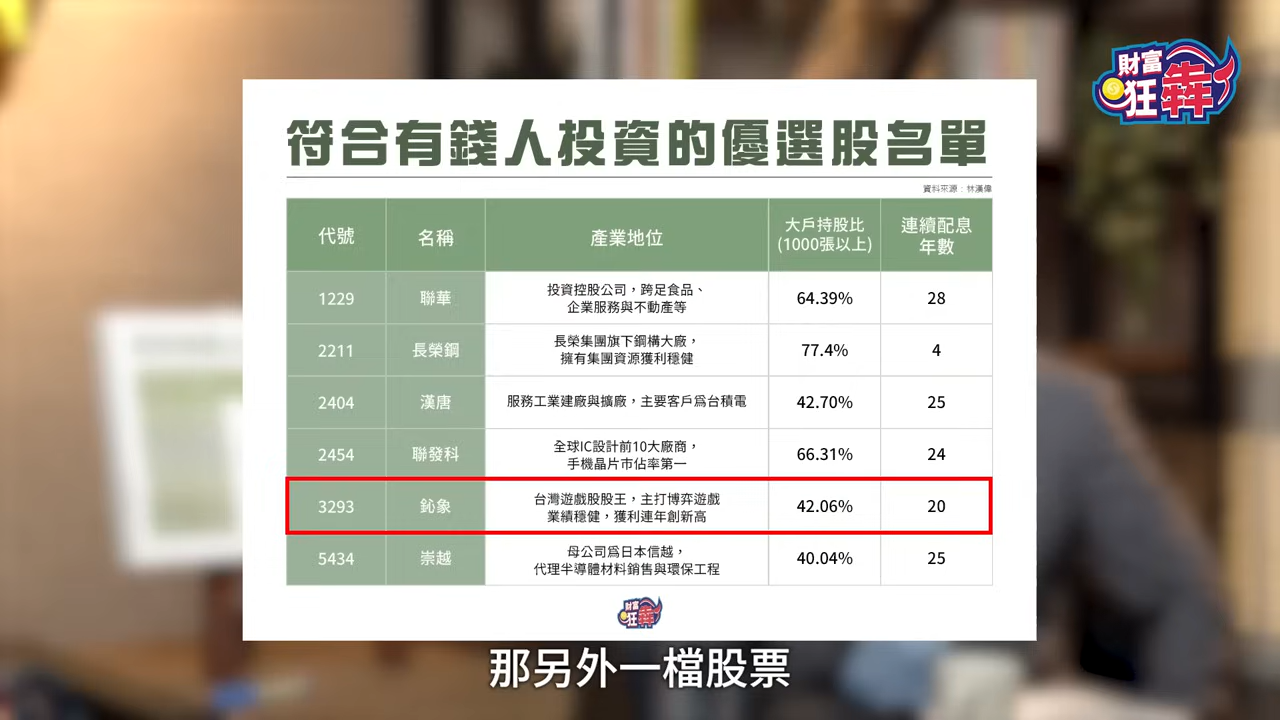 財富
狂犇
符合有錢人投資的優選股名單
資料來源：林漢偉
代號 名稱 產業地位 大戶持股比
(1000張以上) 連續配息
年數
1229 聯華 投資控股公司，跨足食品、
企業服務與不動產等 64.39% 28
2211 長榮鋼 長榮集團旗下鋼構大廠，
擁有集團資源獲利穩健 77.4% 4
2404 漢唐 服務工業建廠與擴廠，主要客戶為台積電 42.70% 25
2454 聯發科 全球IC設計前10大廠商，
手機晶片市佔率第一 66.31% 24
3293 鈊象 台灣遊戲股股王，主打博弈遊戲
業績穩健，獲利連年創新高 42.06% 20
5434 崇越 母公司為日本信越，
代理半導體材料銷售與環保工程 40.04% 25
財富
狂犇
那另外一檔股票